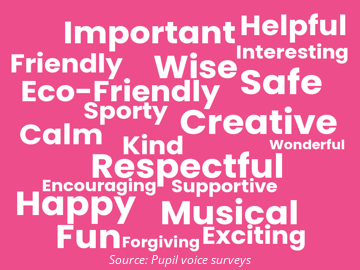 Important Helpful
Interesting
Friendly Wise
Eco-Friendly Safe
Sporty Creative
Calm Kind Wonderful
Respectful
Encouraging Supportive
Happy Musical
Fun Forgiving Exciting
Source: Pupil voice surveys